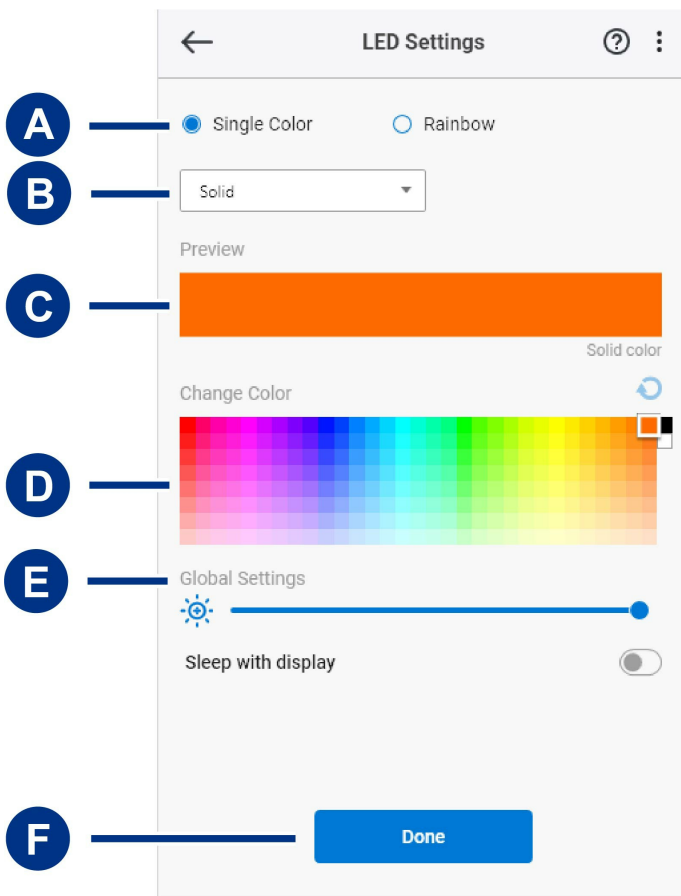 LED Settings
A
Single Color
Rainbow
B
Solid
Preview
C
Solid color
Change Color
D
E
Global Settings
Sleep with display
F
Done